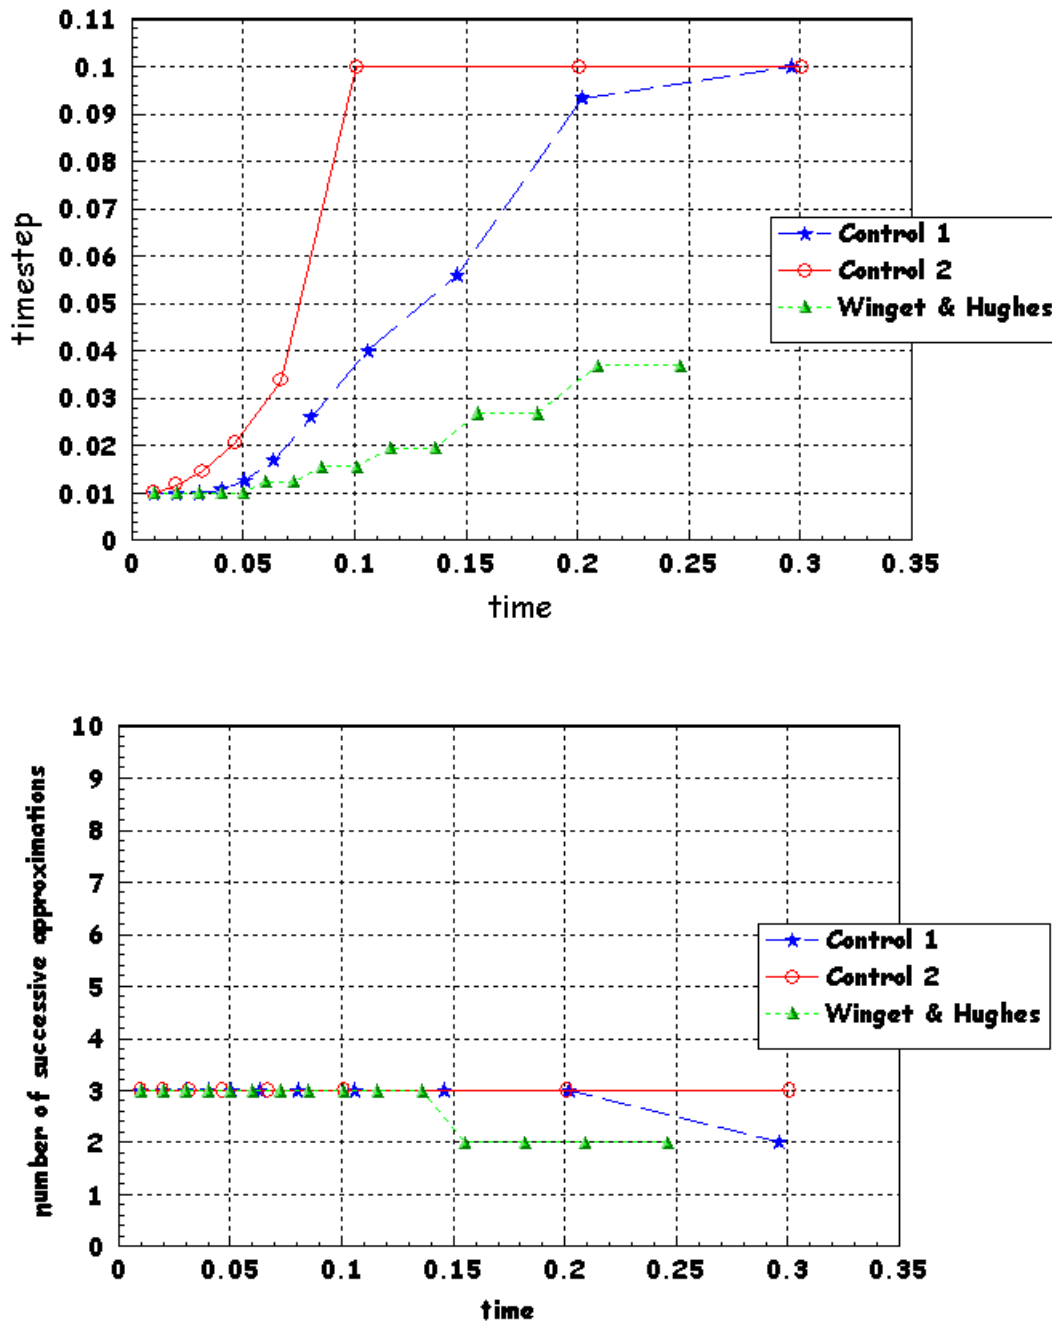 0.11
0.1
0.09
0.08
0.07
0.06
0.05
0.04
0.03
0.02
0.01
0
timestep
0 0.05 0.1 0.15 0.2 0.25 0.3 0.35
time
Control 1
Control 2
Winget & Hughes
10
9
8
7
6
5
4
3
2
1
0
number of successive approximations
0 0.05 0.1 0.15 0.2 0.25 0.3 0.35
time
Control 1
Control 2
Winget & Hughes